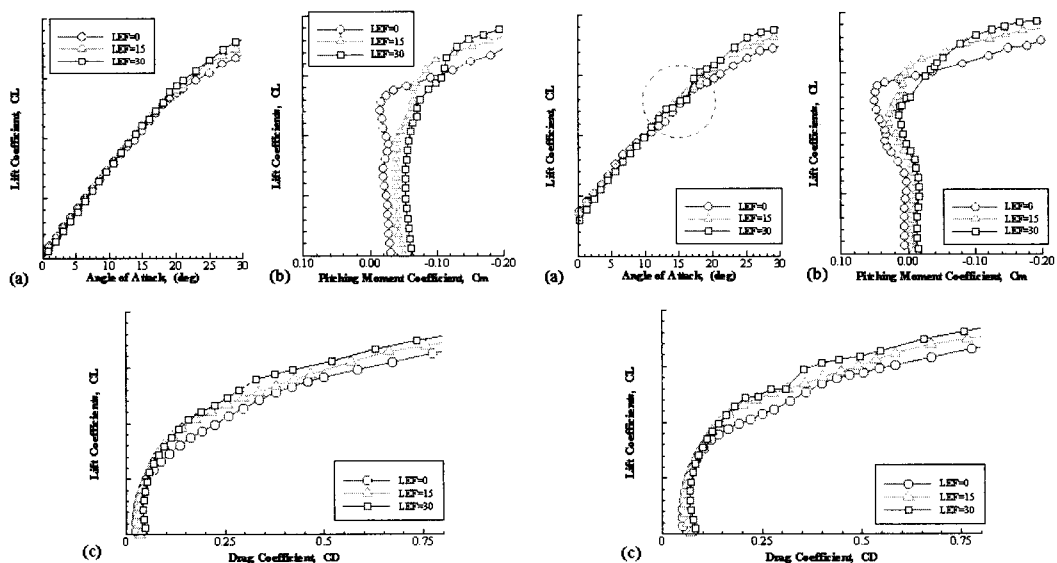 LEF=0
LEF=15
LEF=30
Lift Coefficient, CL
0 5 10 15 20 25 30
Angle of Attack, (deg)
(a)
LEF=0
LEF=15
LEF=30
Lift Coefficients, CL
0.10 0.00 -0.10 -0.20
Pitching Moment Coefficient, Cm
(b)
Lift Coefficient, CL
LEF=0
LEF=15
LEF=30
0 5 10 15 20 25 30
Angle of Attack, (deg)
(a)
Lift Coefficients, CL
LEF=0
LEF=15
LEF=30
0.10 0.00 -0.10 -0.20
Pitching Moment Coefficient, Cm
(b)
Lift Coefficients, CL
LEF=0
LEF=15
LEF=30
0 0.25 0.5 0.75
Drag Coefficient, CD
(c)
Lift Coefficients, CL
LEF=0
LEF=15
LEF=30
0 0.25 0.5 0.75
Drag Coefficient, CD
(c)